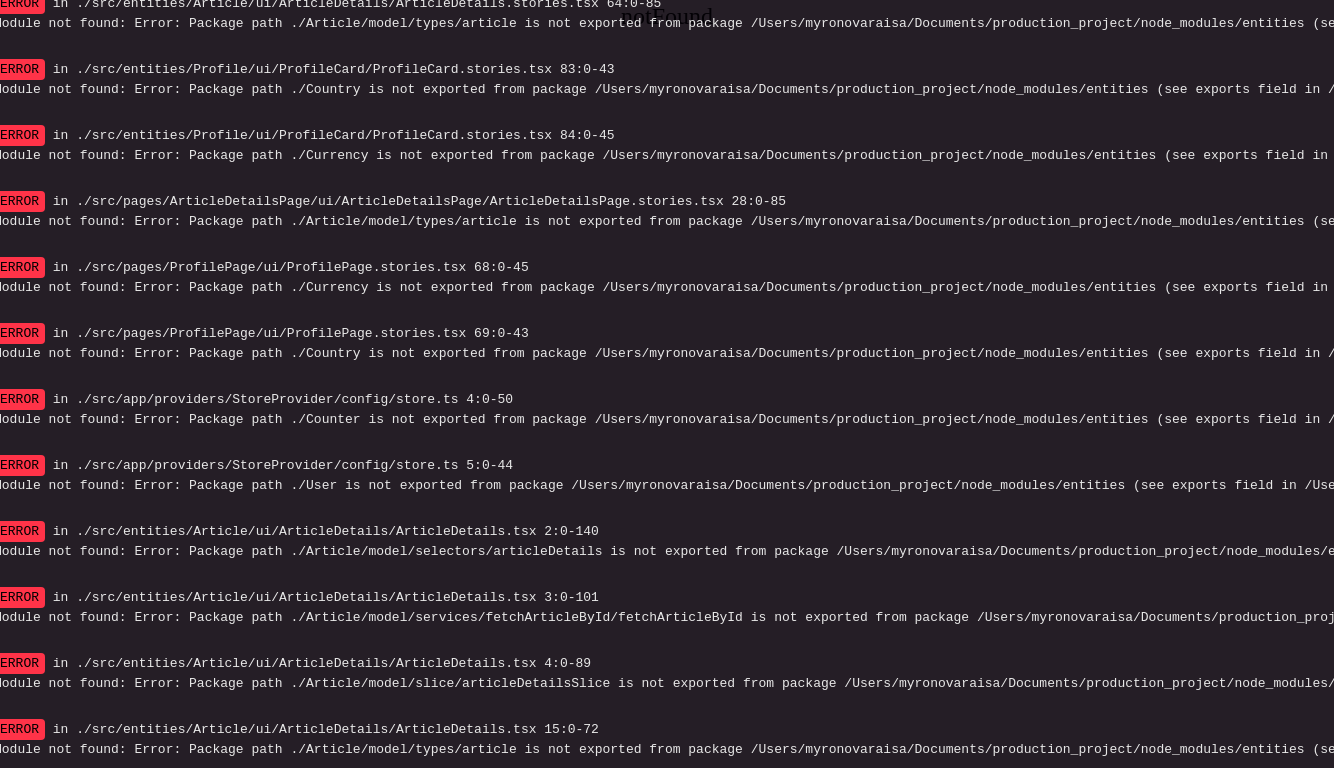 ERROR in ./src/entities/Article/ui/ArticleDetails/ArticleDetails.stories.tsx 64:0-85
notFound
Module not found: Error: Package path ./Article/model/types/article is not exported from package /Users/myronovaraisa/Documents/production_project/node_modules/entities (se
ERROR in ./src/entities/Profile/ui/ProfileCard/ProfileCard.stories.tsx 83:0-43
Module not found: Error: Package path ./Country is not exported from package /Users/myronovaraisa/Documents/production_project/node_modules/entities (see exports field in /
ERROR in ./src/entities/Profile/ui/ProfileCard/ProfileCard.stories.tsx 84:0-45
Module not found: Error: Package path ./Currency is not exported from package /Users/myronovaraisa/Documents/production_project/node_modules/entities (see exports field in
ERROR in ./src/pages/ArticleDetailsPage/ui/ArticleDetailsPage/ArticleDetailsPage.stories.tsx 28:0-85
Module not found: Error: Package path ./Article/model/types/article is not exported from package /Users/myronovaraisa/Documents/production_project/node_modules/entities (se
ERROR in ./src/pages/ProfilePage/ui/ProfilePage.stories.tsx 68:0-45
Module not found: Error: Package path ./Currency is not exported from package /Users/myronovaraisa/Documents/production_project/node_modules/entities (see exports field in
ERROR in ./src/pages/ProfilePage/ui/ProfilePage.stories.tsx 69:0-43
Module not found: Error: Package path ./Country is not exported from package /Users/myronovaraisa/Documents/production_project/node_modules/entities (see exports field in /
ERROR in ./src/app/providers/StoreProvider/config/store.ts 4:0-50
Module not found: Error: Package path ./Counter is not exported from package /Users/myronovaraisa/Documents/production_project/node_modules/entities (see exports field in /
ERROR in ./src/app/providers/StoreProvider/config/store.ts 5:0-44
Module not found: Error: Package path ./User is not exported from package /Users/myronovaraisa/Documents/production_project/node_modules/entities (see exports field in /Use
ERROR in ./src/entities/Article/ui/ArticleDetails/ArticleDetails.tsx 2:0-140
Module not found: Error: Package path ./Article/model/selectors/articleDetails is not exported from package /Users/myronovaraisa/Documents/production_project/node_modules/e
ERROR in ./src/entities/Article/ui/ArticleDetails/ArticleDetails.tsx 3:0-101
Module not found: Error: Package path ./Article/model/services/fetchArticleById/fetchArticleById is not exported from package /Users/myronovaraisa/Documents/production_proj
ERROR in ./src/entities/Article/ui/ArticleDetails/ArticleDetails.tsx 4:0-89
Module not found: Error: Package path ./Article/model/slice/articleDetailsSlice is not exported from package /Users/myronovaraisa/Documents/production_project/node_modules/
ERROR in ./src/entities/Article/ui/ArticleDetails/ArticleDetails.tsx 15:0-72
Module not found: Error: Package path ./Article/model/types/article is not exported from package /Users/myronovaraisa/Documents/production_project/node_modules/entities (se